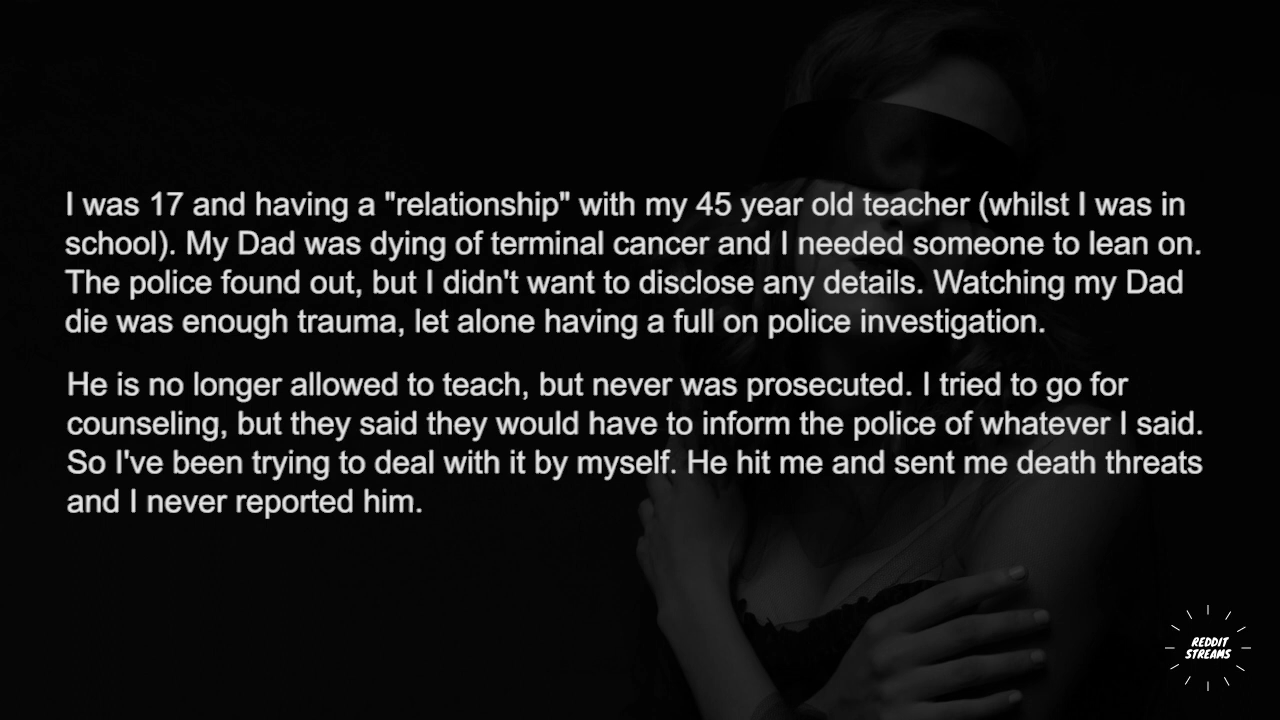 I was 17 and having a "relationship" with my 45 year old teacher (whilst I was in
school). My Dad was dying of terminal cancer and I needed someone to lean on.
The police found out, but I didn't want to disclose any details. Watching my Dad
die was enough trauma, let alone having a full on police investigation.
He is no longer allowed to teach, but never was prosecuted. I tried to go for
counseling, but they said they would have to inform the police of whatever I said.
So I've been trying to deal with it by myself. He hit me and sent me death threats
and I never reported him.
REDDIT
STREAMS